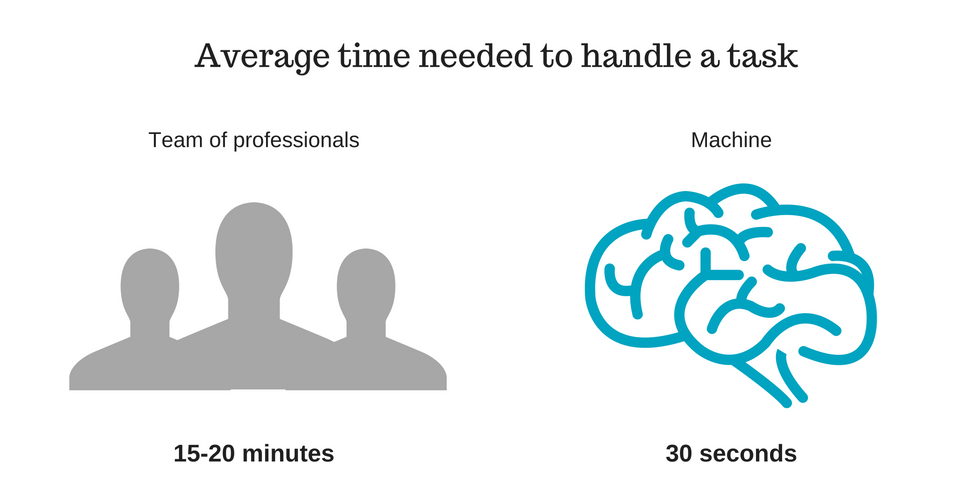 Average time needed to handle a task
Team of professionals
Machine
15-20 minutes
30 seconds